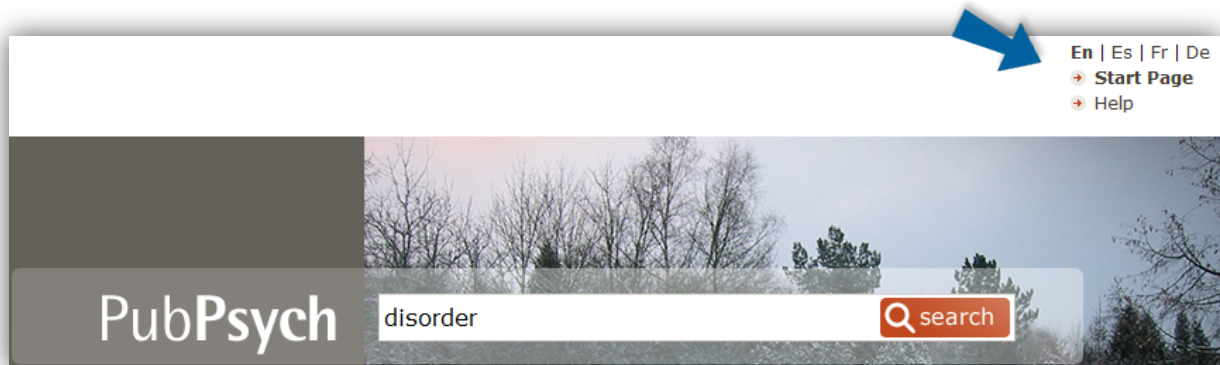 En | Es | Fr | De
Start Page
Help
PubPsych
disorder
search